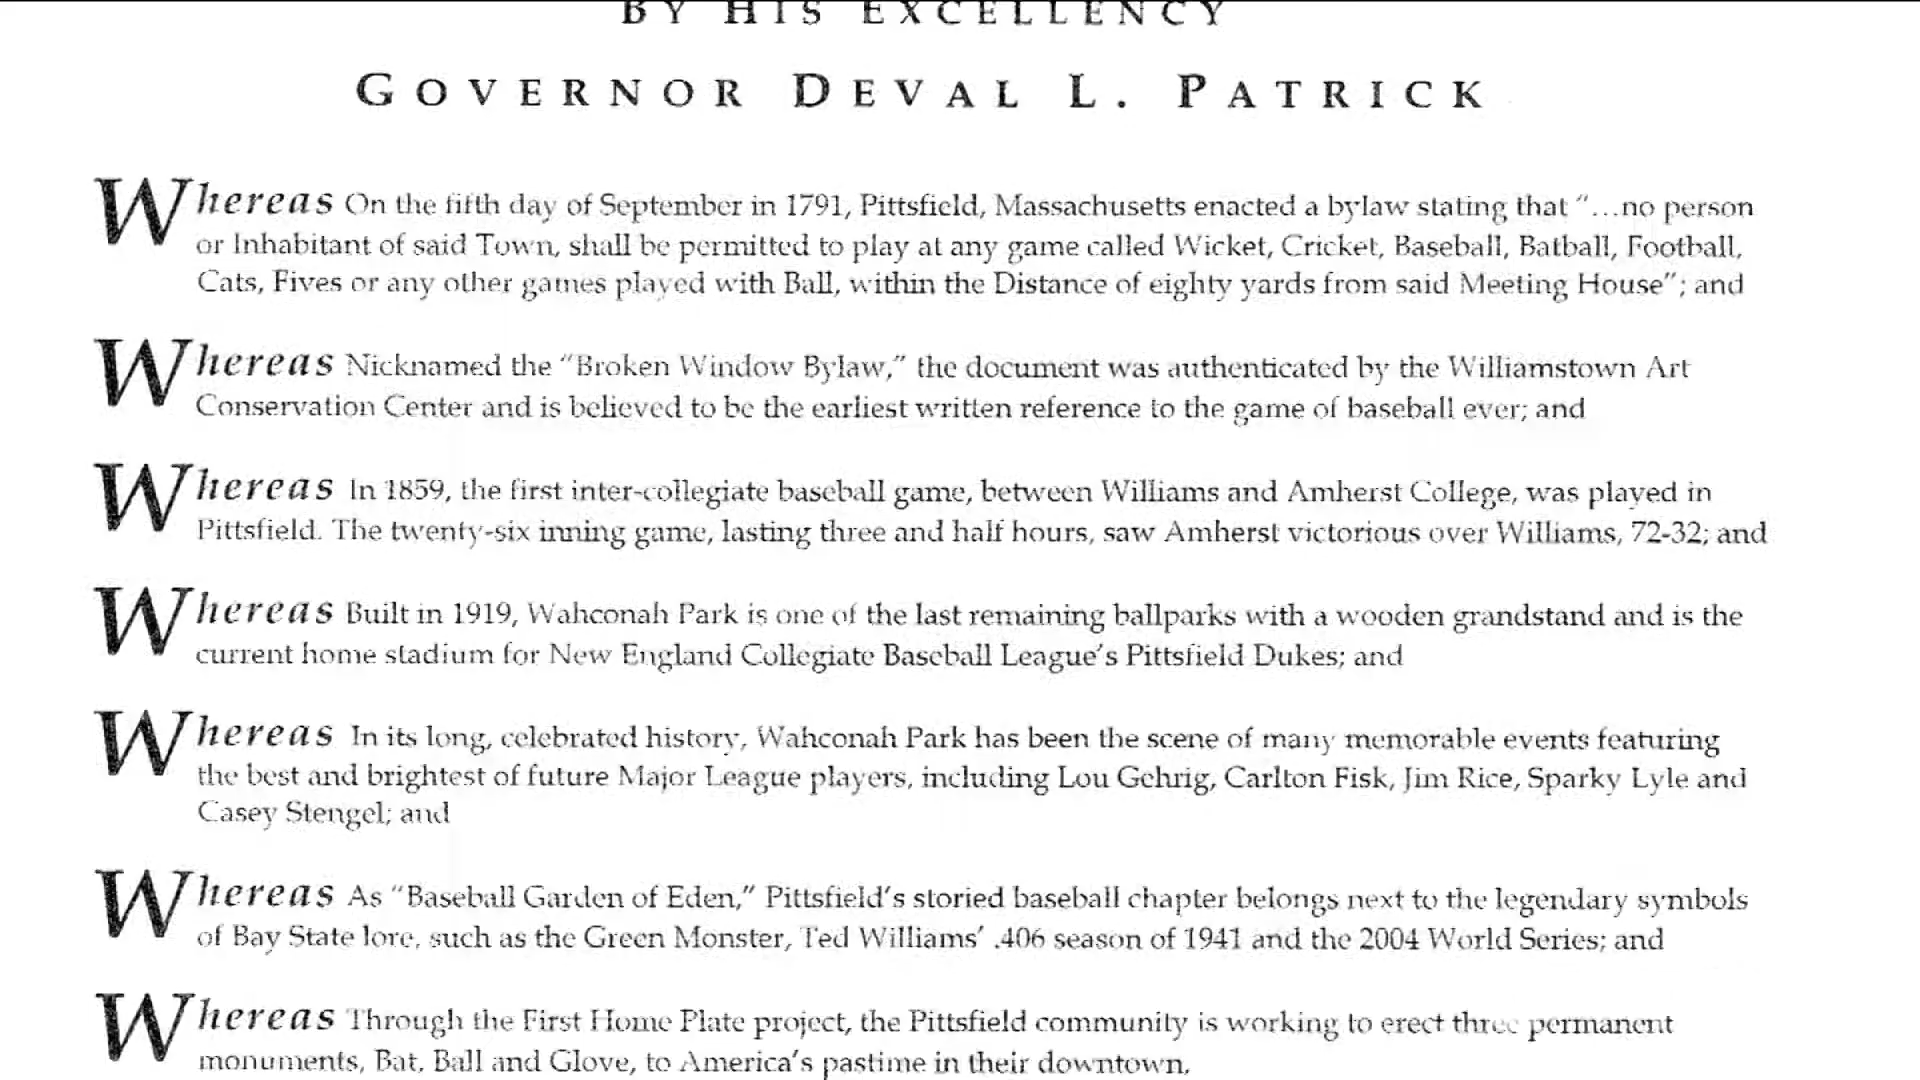 BY HIS EXCELLENCY
GOVERNOR DEVAL L. PATRICK
Whereas On the fifth day of September in 1791, Pittsfield, Massachusetts enacted a bylaw stating that “…no person
or Inhabitant of said Town, shall be permitted to play at any game called Wicket, Cricket, Baseball, Batball, Football,
Cats, Fives or any other games played with Ball, within the Distance of eighty yards from said Meeting House”; and
Whereas Nicknamed the “Broken Window Bylaw,” the document was authenticated by the Williamstown Art
Conservation Center and is believed to be the earliest written reference to the game of baseball ever; and
Whereas In 1859, the first inter-collegiate baseball game, between Williams and Amherst College, was played in
Pittsfield. The twenty-six inning game, lasting three and half hours, saw Amherst victorious over Williams, 72-32; and
Whereas Built in 1919, Wahconah Park is one of the last remaining ballparks with a wooden grandstand and is the
current home stadium for New England Collegiate Baseball League’s Pittsfield Dukes; and
Whereas In its long, celebrated history, Wahconah Park has been the scene of many memorable events featuring
the best and brightest of future Major League players, including Lou Gehrig, Carlton Fisk, Jim Rice, Sparky Lyle and
Casey Stengel; and
Whereas As “Baseball Garden of Eden,” Pittsfield’s storied baseball chapter belongs next to the legendary symbols
of Bay State lore, such as the Green Monster, Ted Williams’ .406 season of 1941 and the 2004 World Series; and
Whereas Through the First Home Plate project, the Pittsfield community is working to erect three permanent
monuments, Bat, Ball and Glove, to America’s pastime in their downtown.